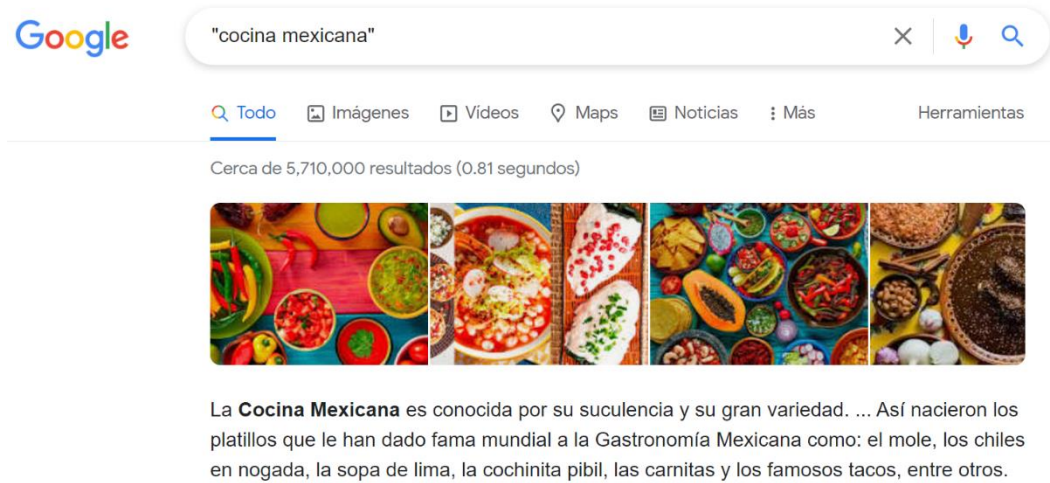 Google
"cocina mexicana"
Todo Imágenes Vídeos Maps Noticias Más Herramientas
Cerca de 5,710,000 resultados (0.81 segundos)
La Cocina Mexicana es conocida por su suculencia y su gran variedad. ... Así nacieron los
platillos que le han dado fama mundial a la Gastronomía Mexicana como: el mole, los chiles
en nogada, la sopa de lima, la cochinita pibil, las carnitas y los famosos tacos, entre otros.